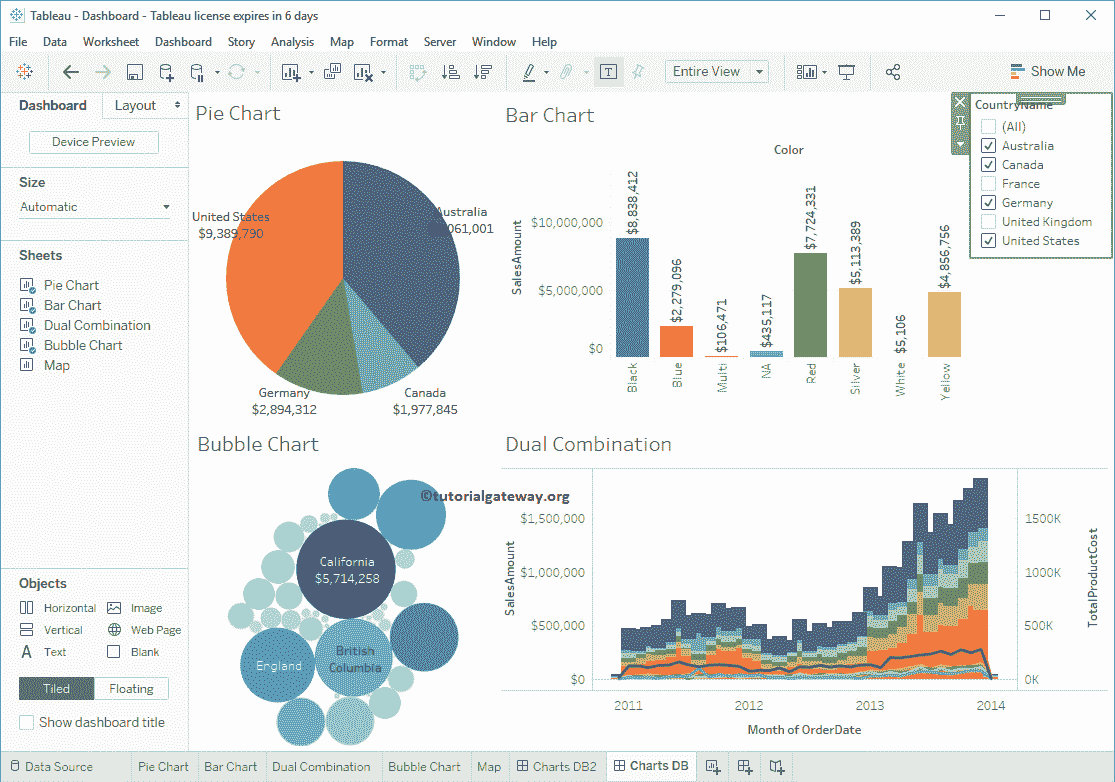 Tableau - Dashboard - Tableau license expires in 6 days
File Data Worksheet Dashboard Story Analysis Map Format Server Window Help
Entire View
Show Me
Dashboard Layout
Device Preview
Size
Automatic
Sheets
Pie Chart
Bar Chart
Dual Combination
Bubble Chart
Map
Objects
Horizontal Image
Vertical Web Page
A Text Blank
Tiled Floating
Show dashboard title
Pie Chart
United States
$9,389,790
Australia
061,001
Germany
$2,894,312
Canada
$1,977,845
Bar Chart
Color
SalesAmount
$10,000,000
$5,000,000
$0
$8,838,412
$2,279,096
$106,471
$435,117
$7,724,331
$5,113,389
$5,106
$4,856,756
Black
Blue
Multi
NA
Red
Silver
White
Yellow
CountryName
(All)
Australia
Canada
France
Germany
United Kingdom
United States
Bubble Chart
©tutorialgateway.org
California
$5,714,258
England
British
Columbia
Dual Combination
SalesAmount
$1,500,000
$1,000,000
$500,000
$0
1500K
1000K
500K
0K
TotalProductCost
2011 2012 2013 2014
Month of OrderDate
Data Source Pie Chart Bar Chart Dual Combination Bubble Chart Map Charts DB2 Charts DB